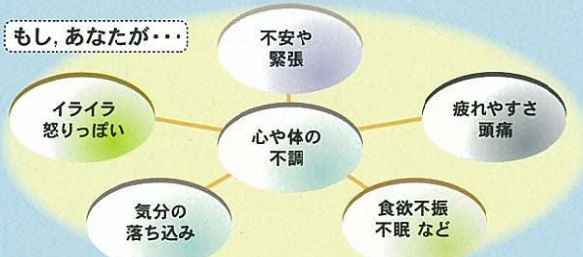 もし, あなたが・・・
不安や
緊張
イライラ
怒りっぽい
心や体の
不調
疲れやすさ
頭痛
気分の
落ち込み
食欲不振
不眠 など